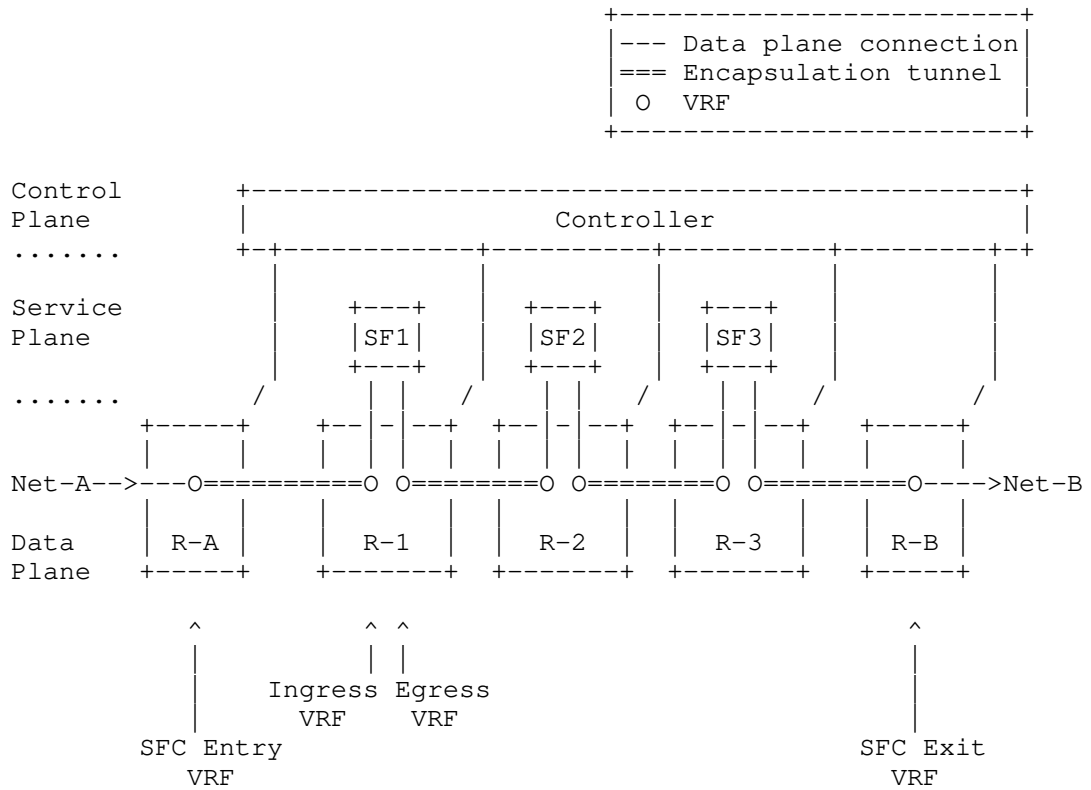 --- Data plane connection
=== Encapsulation tunnel
O VRF
Control
Plane Controller
.......
Service
Plane SF1 SF2 SF3
.......
Net-A-->---O==========O O========O O========O O=========O---->Net-B
Data R-A R-1 R-2 R-3 R-B
Plane
Ingress Egress
VRF VRF
SFC Entry SFC Exit
VRF VRF